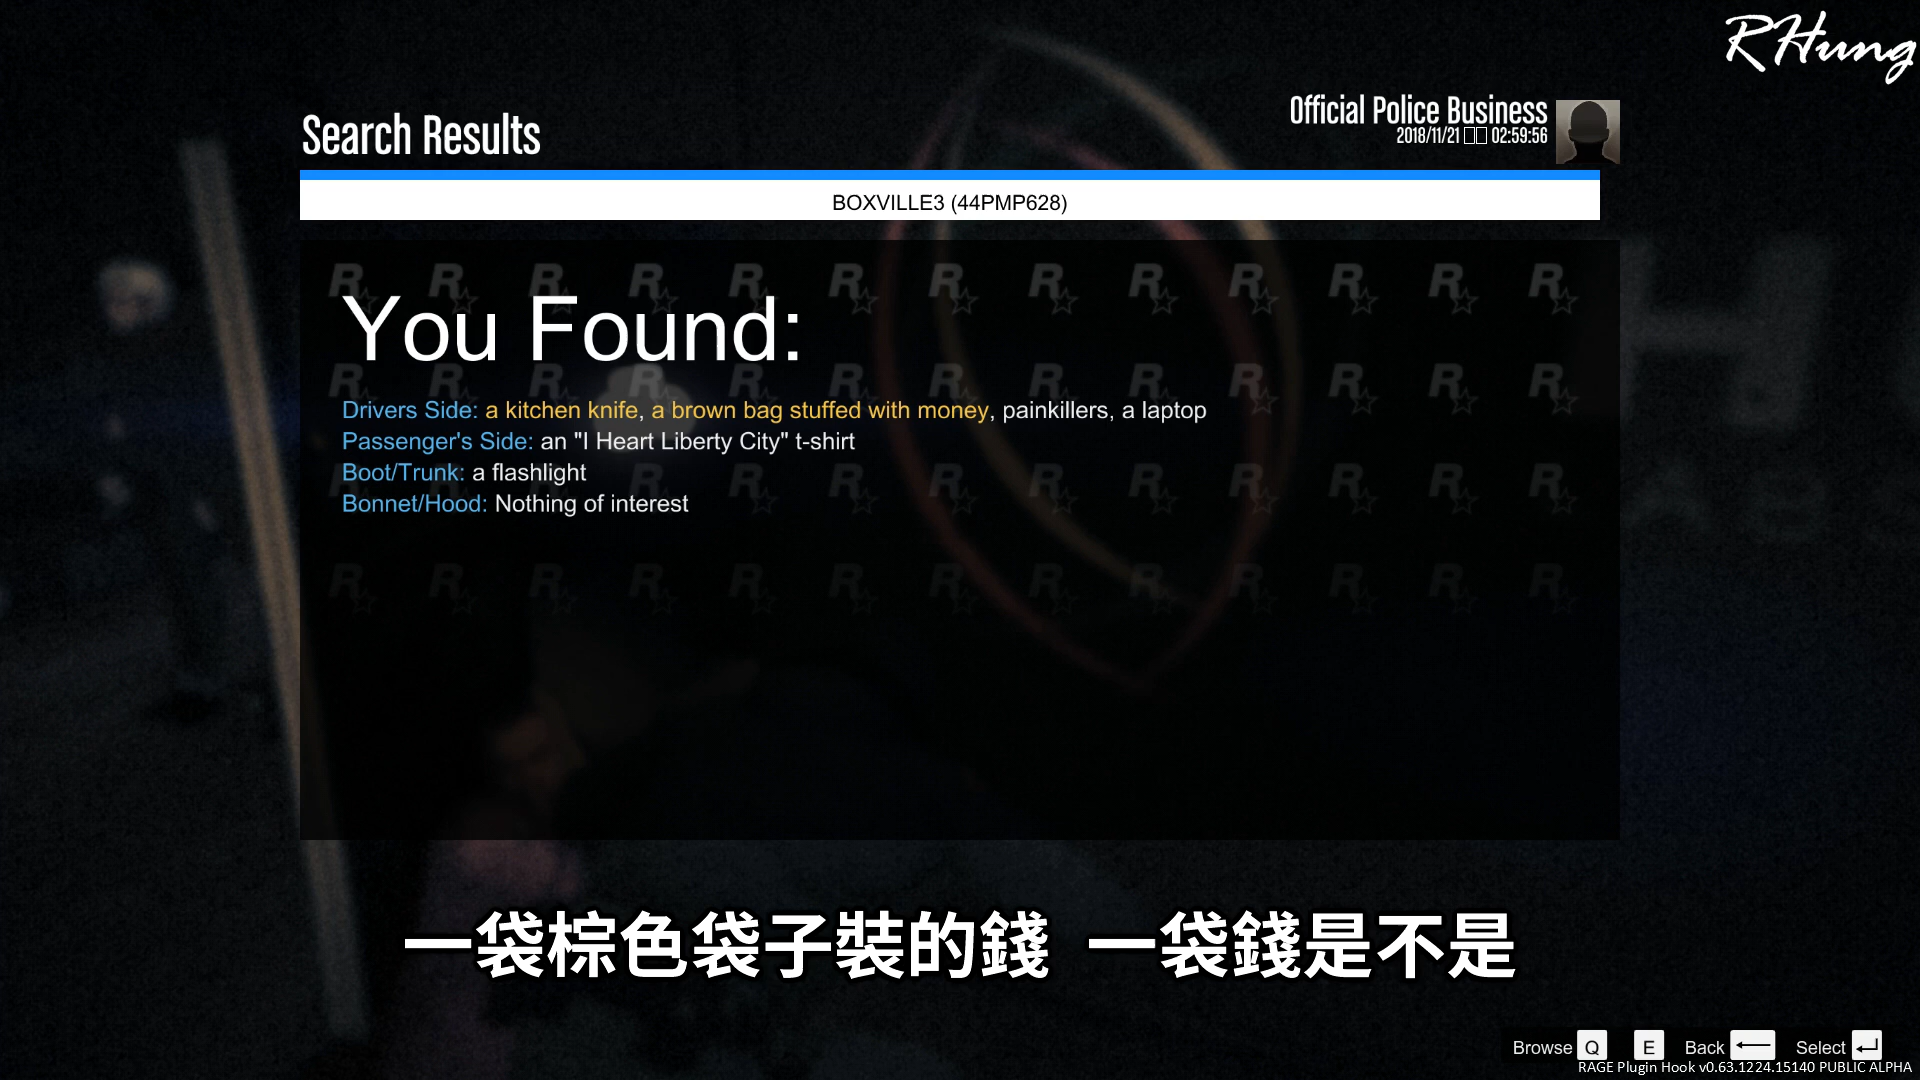 RHung
Search Results
Official Police Business
2018/11/21 □□ 02:59:56
BOXVILLE3 (44PMP628)
You Found:
Drivers Side: a kitchen knife, a brown bag stuffed with money, painkillers, a laptop
Passenger's Side: an "I Heart Liberty City" t-shirt
Boot/Trunk: a flashlight
Bonnet/Hood: Nothing of interest
一袋棕色袋子裝的錢 一袋錢是不是
Browse Q E Back Select
RAGE Plugin Hook v0.63.1224.15140 PUBLIC ALPHA